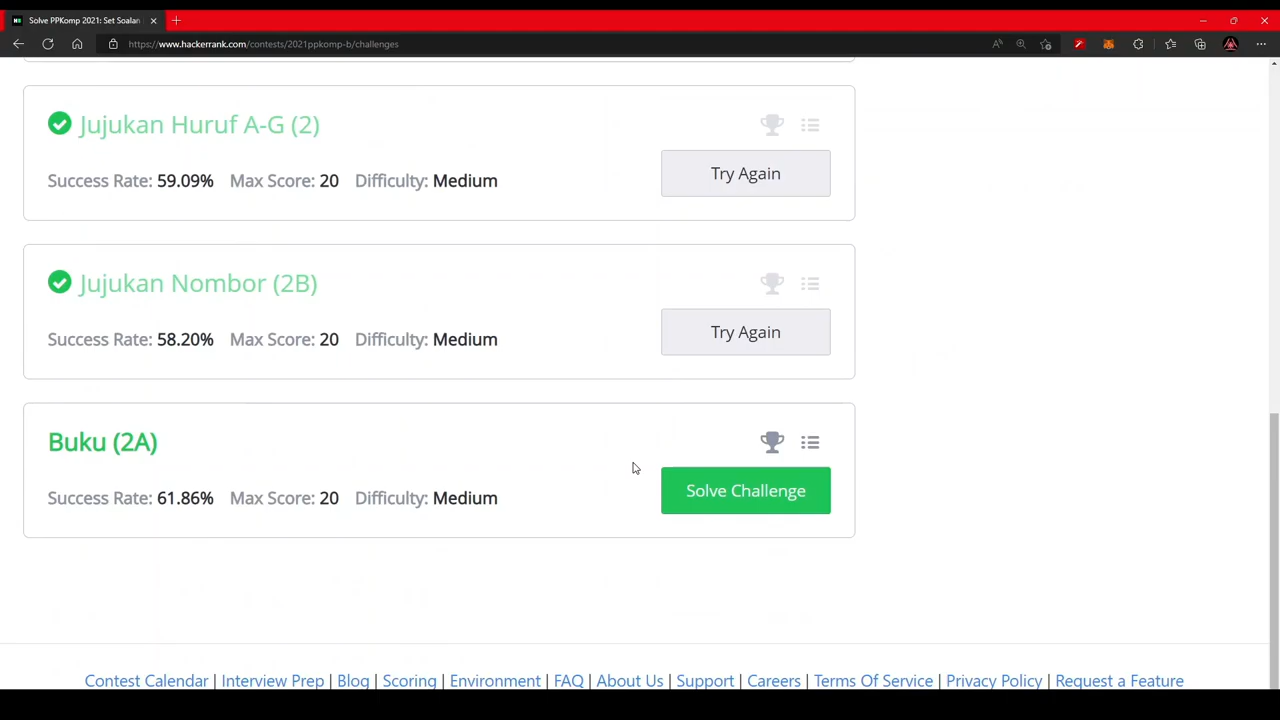 Solve PPKomp 2021: Set Soalan
https://www.hackerrank.com/contests/2021ppkomp-b/challenges
Jujukan Huruf A-G (2)
Success Rate: 59.09% Max Score: 20 Difficulty: Medium
Try Again
Jujukan Nombor (2B)
Success Rate: 58.20% Max Score: 20 Difficulty: Medium
Try Again
Buku (2A)
Success Rate: 61.86% Max Score: 20 Difficulty: Medium
Solve Challenge
Contest Calendar | Interview Prep | Blog | Scoring | Environment | FAQ | About Us | Support | Careers | Terms Of Service | Privacy Policy | Request a Feature